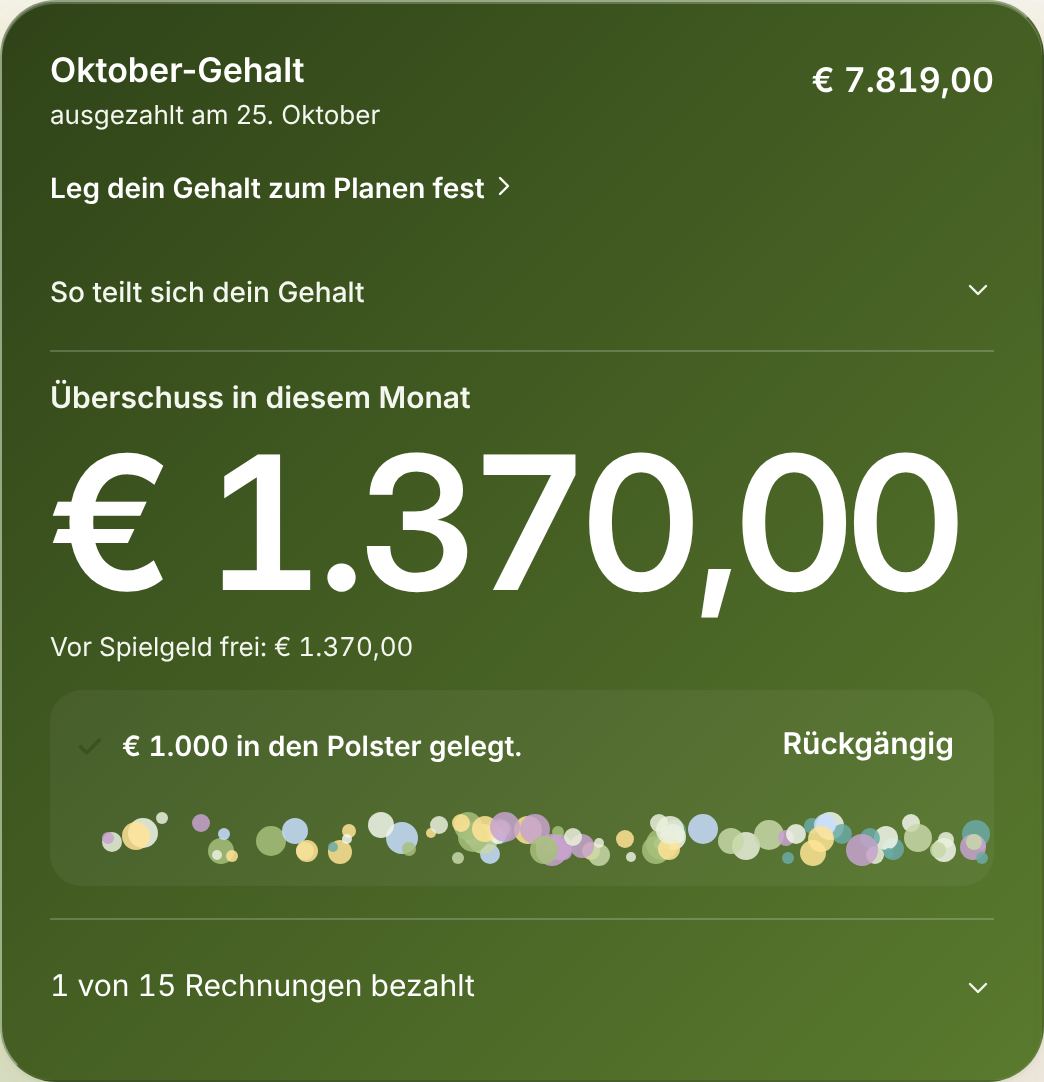 Oktober-Gehalt
€ 7.819,00
ausgezahlt am 25. Oktober
Leg dein Gehalt zum Planen fest
So teilt sich dein Gehalt
Überschuss in diesem Monat
€ 1.370,00
Vor Spielgeld frei: € 1.370,00
€ 1.000 in den Polster gelegt.
Rückgängig
1 von 15 Rechnungen bezahlt